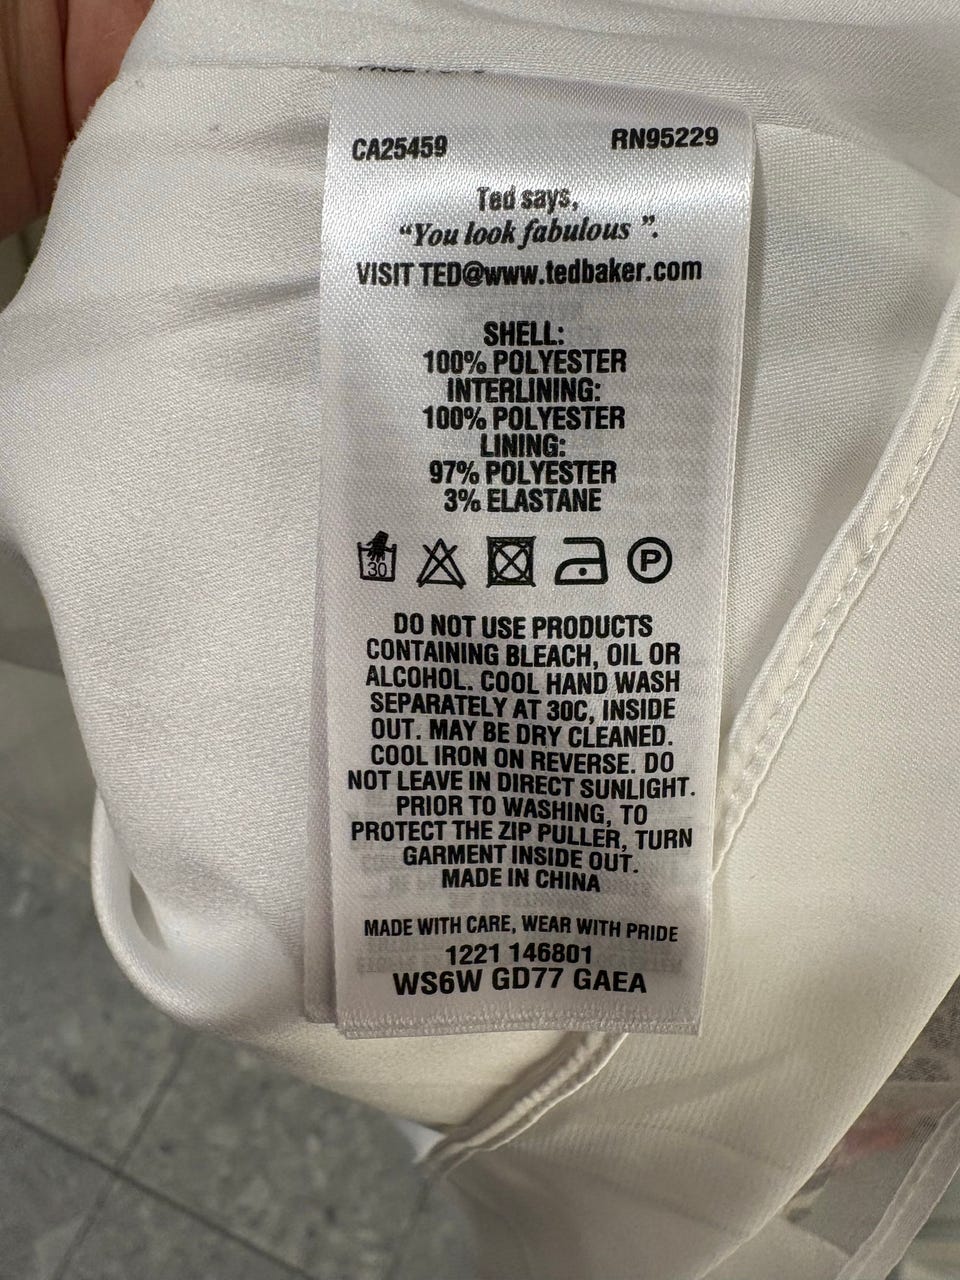 CA25459 RN95229
Ted says,
“You look fabulous ”.
VISIT TED@www.tedbaker.com
SHELL:
100% POLYESTER
INTERLINING:
100% POLYESTER
LINING:
97% POLYESTER
3% ELASTANE
30 P
DO NOT USE PRODUCTS
CONTAINING BLEACH, OIL OR
ALCOHOL. COOL HAND WASH
SEPARATELY AT 30C, INSIDE
OUT. MAY BE DRY CLEANED.
COOL IRON ON REVERSE. DO
NOT LEAVE IN DIRECT SUNLIGHT.
PRIOR TO WASHING, TO
PROTECT THE ZIP PULLER, TURN
GARMENT INSIDE OUT.
MADE IN CHINA
MADE WITH CARE, WEAR WITH PRIDE
1221 146801
WS6W GD77 GAEA